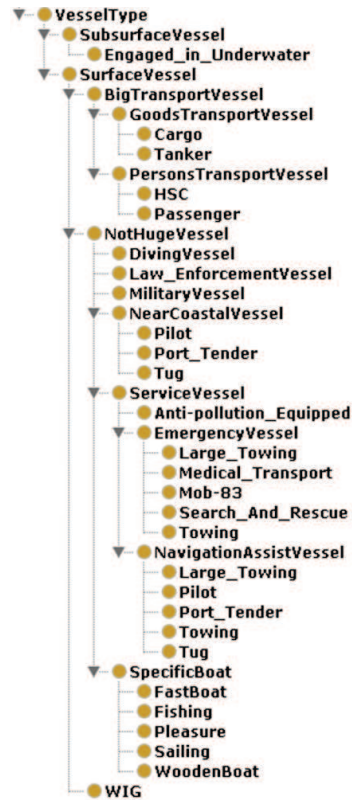 VesselType
SubsurfaceVessel
Engaged_in_Underwater
SurfaceVessel
BigTransportVessel
GoodsTransportVessel
Cargo
Tanker
PersonsTransportVessel
HSC
Passenger
NotHugeVessel
DivingVessel
Law_EnforcementVessel
MilitaryVessel
NearCoastalVessel
Pilot
Port_Tender
Tug
ServiceVessel
Anti-pollution_Equipped
EmergencyVessel
Large_Towing
Medical_Transport
Mob-83
Search_And_Rescue
Towing
NavigationAssistVessel
Large_Towing
Pilot
Port_Tender
Towing
Tug
SpecificBoat
FastBoat
Fishing
Pleasure
Sailing
WoodenBoat
WIG